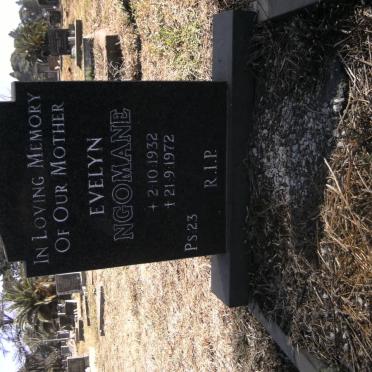 IN LOVING MEMORY
OF OUR MOTHER
EVELYN
NGOMANE
* 2.10.1932
† 21.9.1972
PS.23
R.I.P.